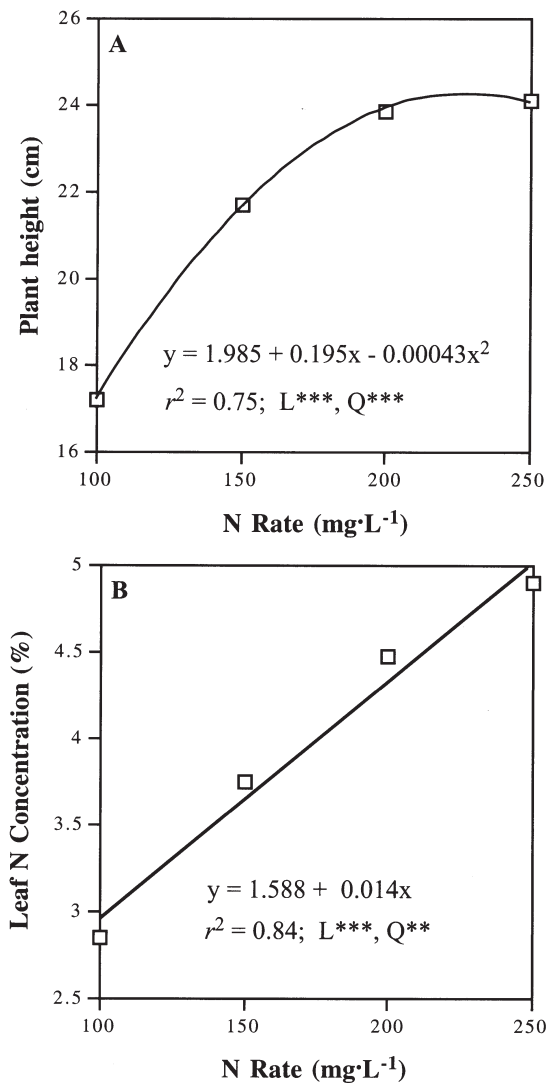 26
A
24
22
20
18
16
Plant height (cm)
y = 1.985 + 0.195x - 0.00043x²
r² = 0.75; L***, Q***
100 150 200 250
N Rate (mg·L⁻¹)
5
B
4.5
4
3.5
3
2.5
Leaf N Concentration (%)
y = 1.588 + 0.014x
r² = 0.84; L***, Q**
100 150 200 250
N Rate (mg·L⁻¹)